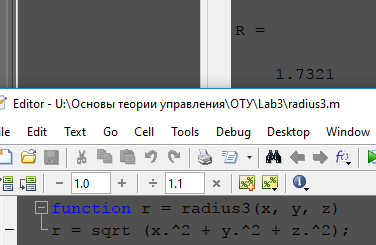 R =
1.7321
Editor - U:\Основы теории управления\ОТУ\Lab3\radius3.m
File Edit Text Go Cell Tools Debug Desktop Window
1.0 1.1
function r = radius3(x, y, z)
r = sqrt (x.^2 + y.^2 + z.^2);